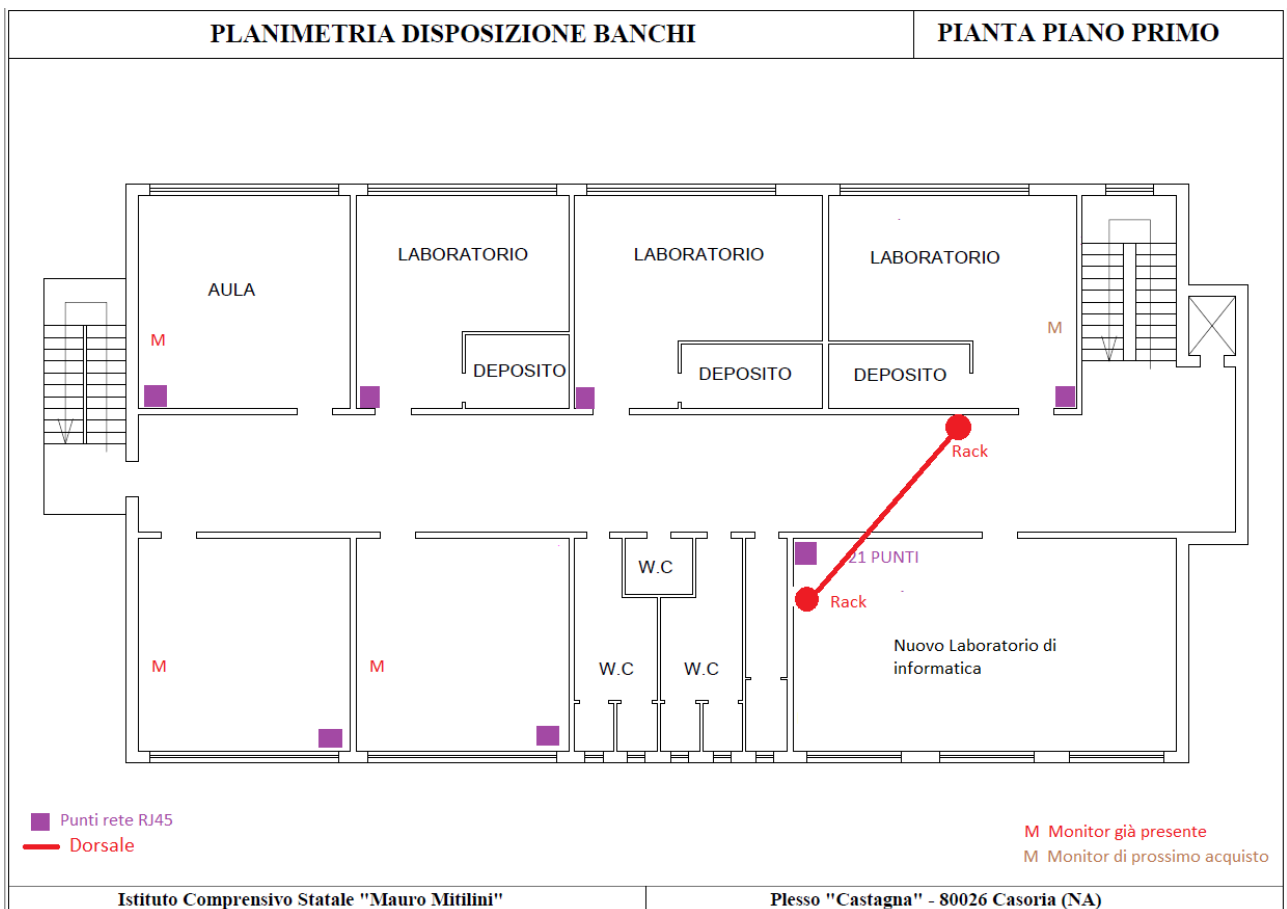 PLANIMETRIA DISPOSIZIONE BANCHI
PIANTA PIANO PRIMO
AULA
LABORATORIO
LABORATORIO
LABORATORIO
M
M
DEPOSITO
DEPOSITO
DEPOSITO
Rack
W.C
21 PUNTI
Rack
Nuovo Laboratorio di
informatica
M
M
W.C
W.C
Punti rete RJ45
Dorsale
M Monitor già presente
M Monitor di prossimo acquisto
Istituto Comprensivo Statale "Mauro Mitilini"
Plesso "Castagna" - 80026 Casoria (NA)